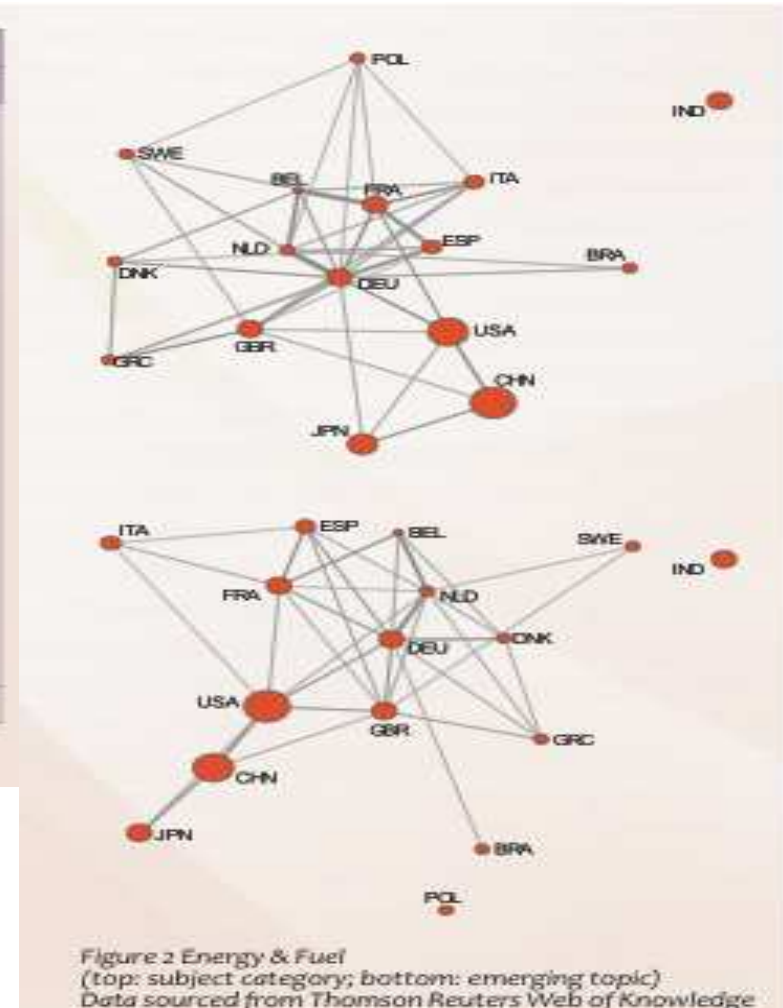 POL
IND
SWE
BEL
FRA
ITA
NLD
ESP
BRA
DNK
DEU
GBR
USA
GRC
CHN
JPN
ITA
ESP
BEL
SWE
IND
FRA
NLD
DEU
DNK
USA
GBR
GRC
CHN
JPN
BRA
POL
Figure 2 Energy & Fuel
(top: subject category; bottom: emerging topic)
Data sourced from Thomson Reuters Web of Knowledge